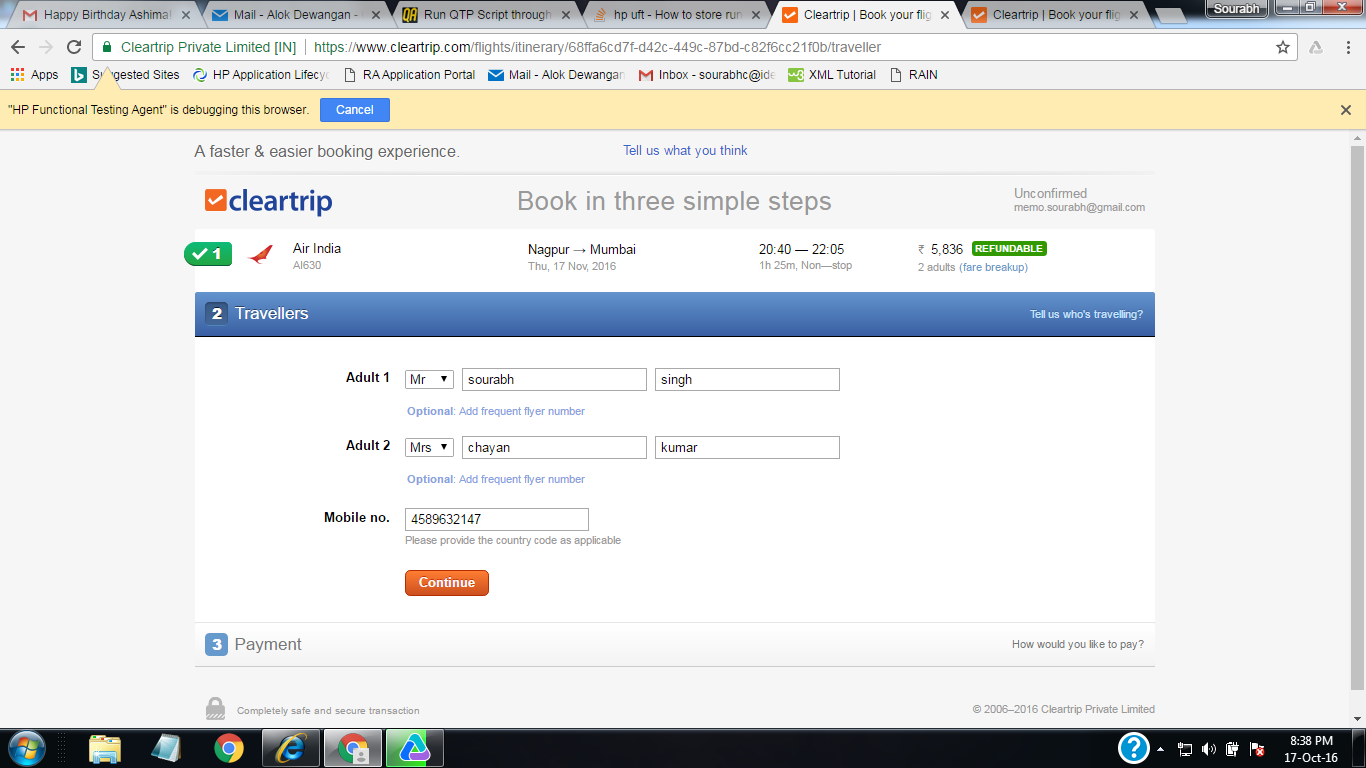 Sourabh
Happy Birthday Ashimal
Mail - Alok Dewangan -
Run QTP Script through
hp uft - How to store run
Cleartrip | Book your flig
Cleartrip | Book your flig
Cleartrip Private Limited [IN] https://www.cleartrip.com/flights/itinerary/68ffa6cd7f-d42c-449c-87bd-c82f6cc21f0b/traveller
Apps Suggested Sites HP Application Lifecyc RA Application Portal Mail - Alok Dewangan Inbox - sourabhc@ide XML Tutorial RAIN
"HP Functional Testing Agent" is debugging this browser. Cancel
A faster & easier booking experience. Tell us what you think
cleartrip Book in three simple steps Unconfirmed
memo.sourabh@gmail.com
1 Air India Nagpur → Mumbai 20:40 — 22:05 ₹ 5,836 REFUNDABLE
AI630 Thu, 17 Nov, 2016 1h 25m, Non—stop 2 adults (fare breakup)
2 Travellers Tell us who's travelling?
Adult 1 Mr sourabh singh
Optional: Add frequent flyer number
Adult 2 Mrs chayan kumar
Optional: Add frequent flyer number
Mobile no. 4589632147
Please provide the country code as applicable
Continue
3 Payment How would you like to pay?
Completely safe and secure transaction © 2006–2016 Cleartrip Private Limited
8:38 PM
17-Oct-16